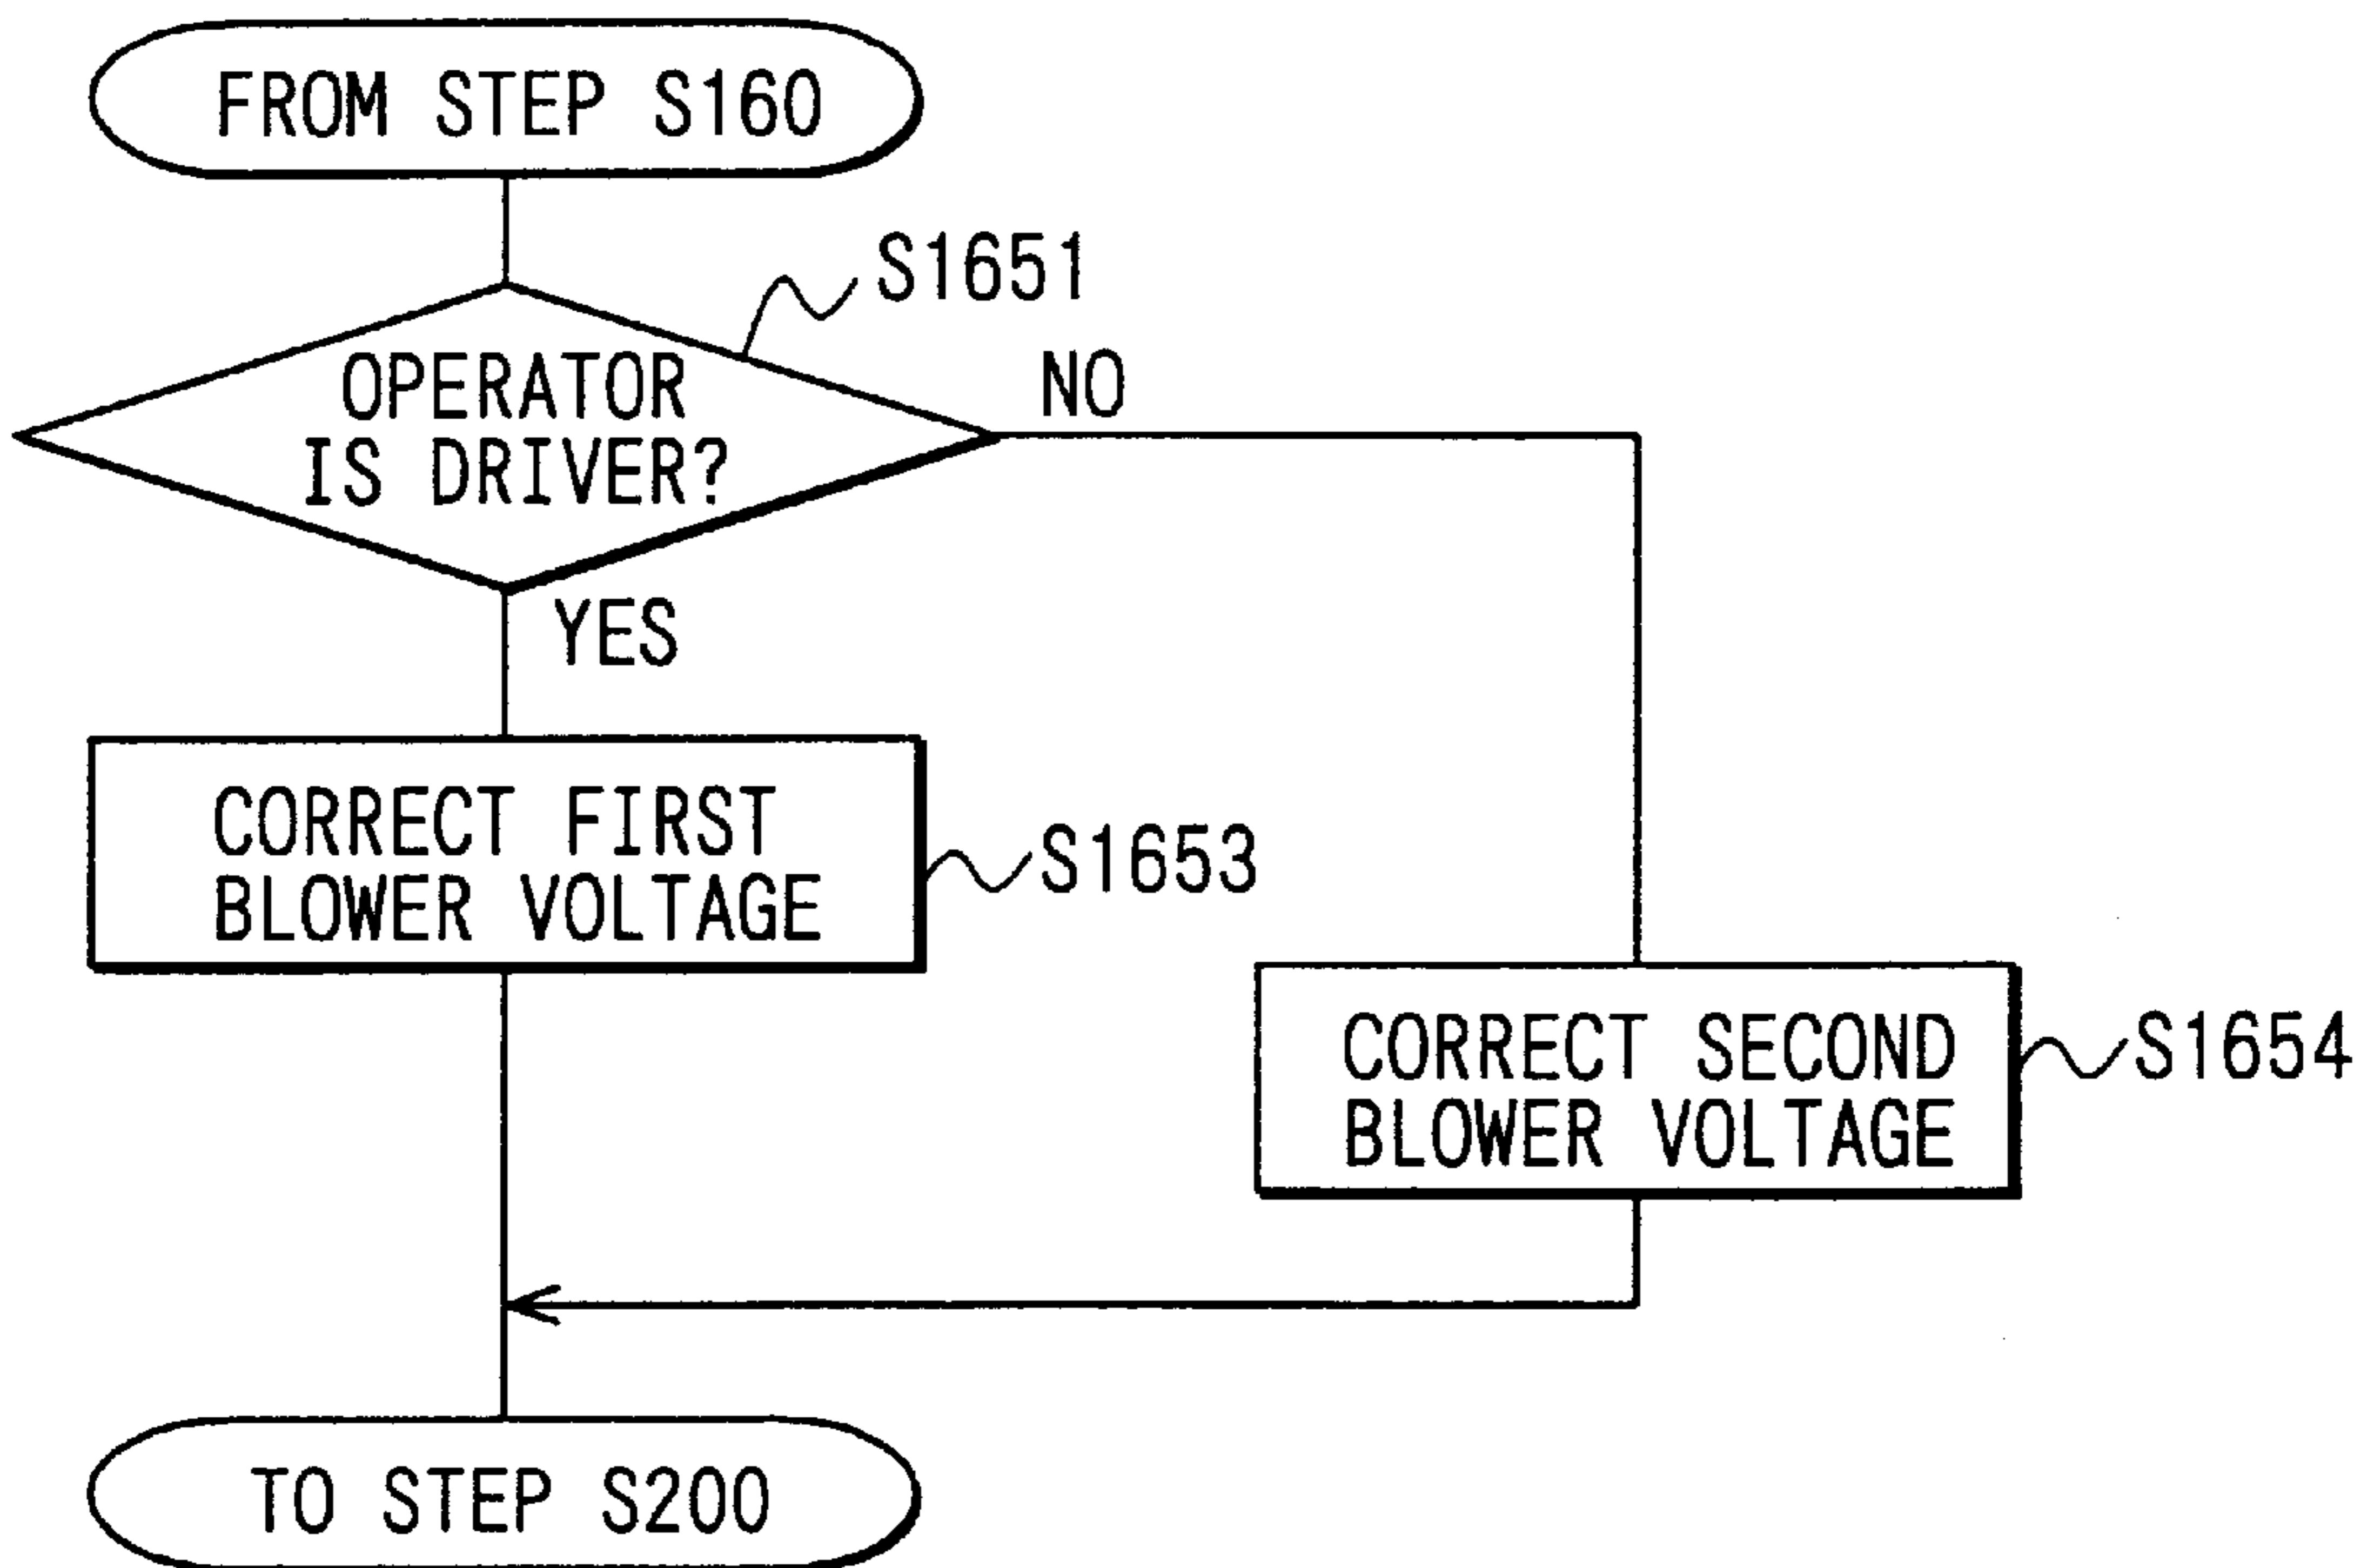 FROM STEP S160
S1651
OPERATOR
IS DRIVER?
NO
YES
CORRECT FIRST
BLOWER VOLTAGE
S1653
CORRECT SECOND
BLOWER VOLTAGE
S1654
TO STEP S200